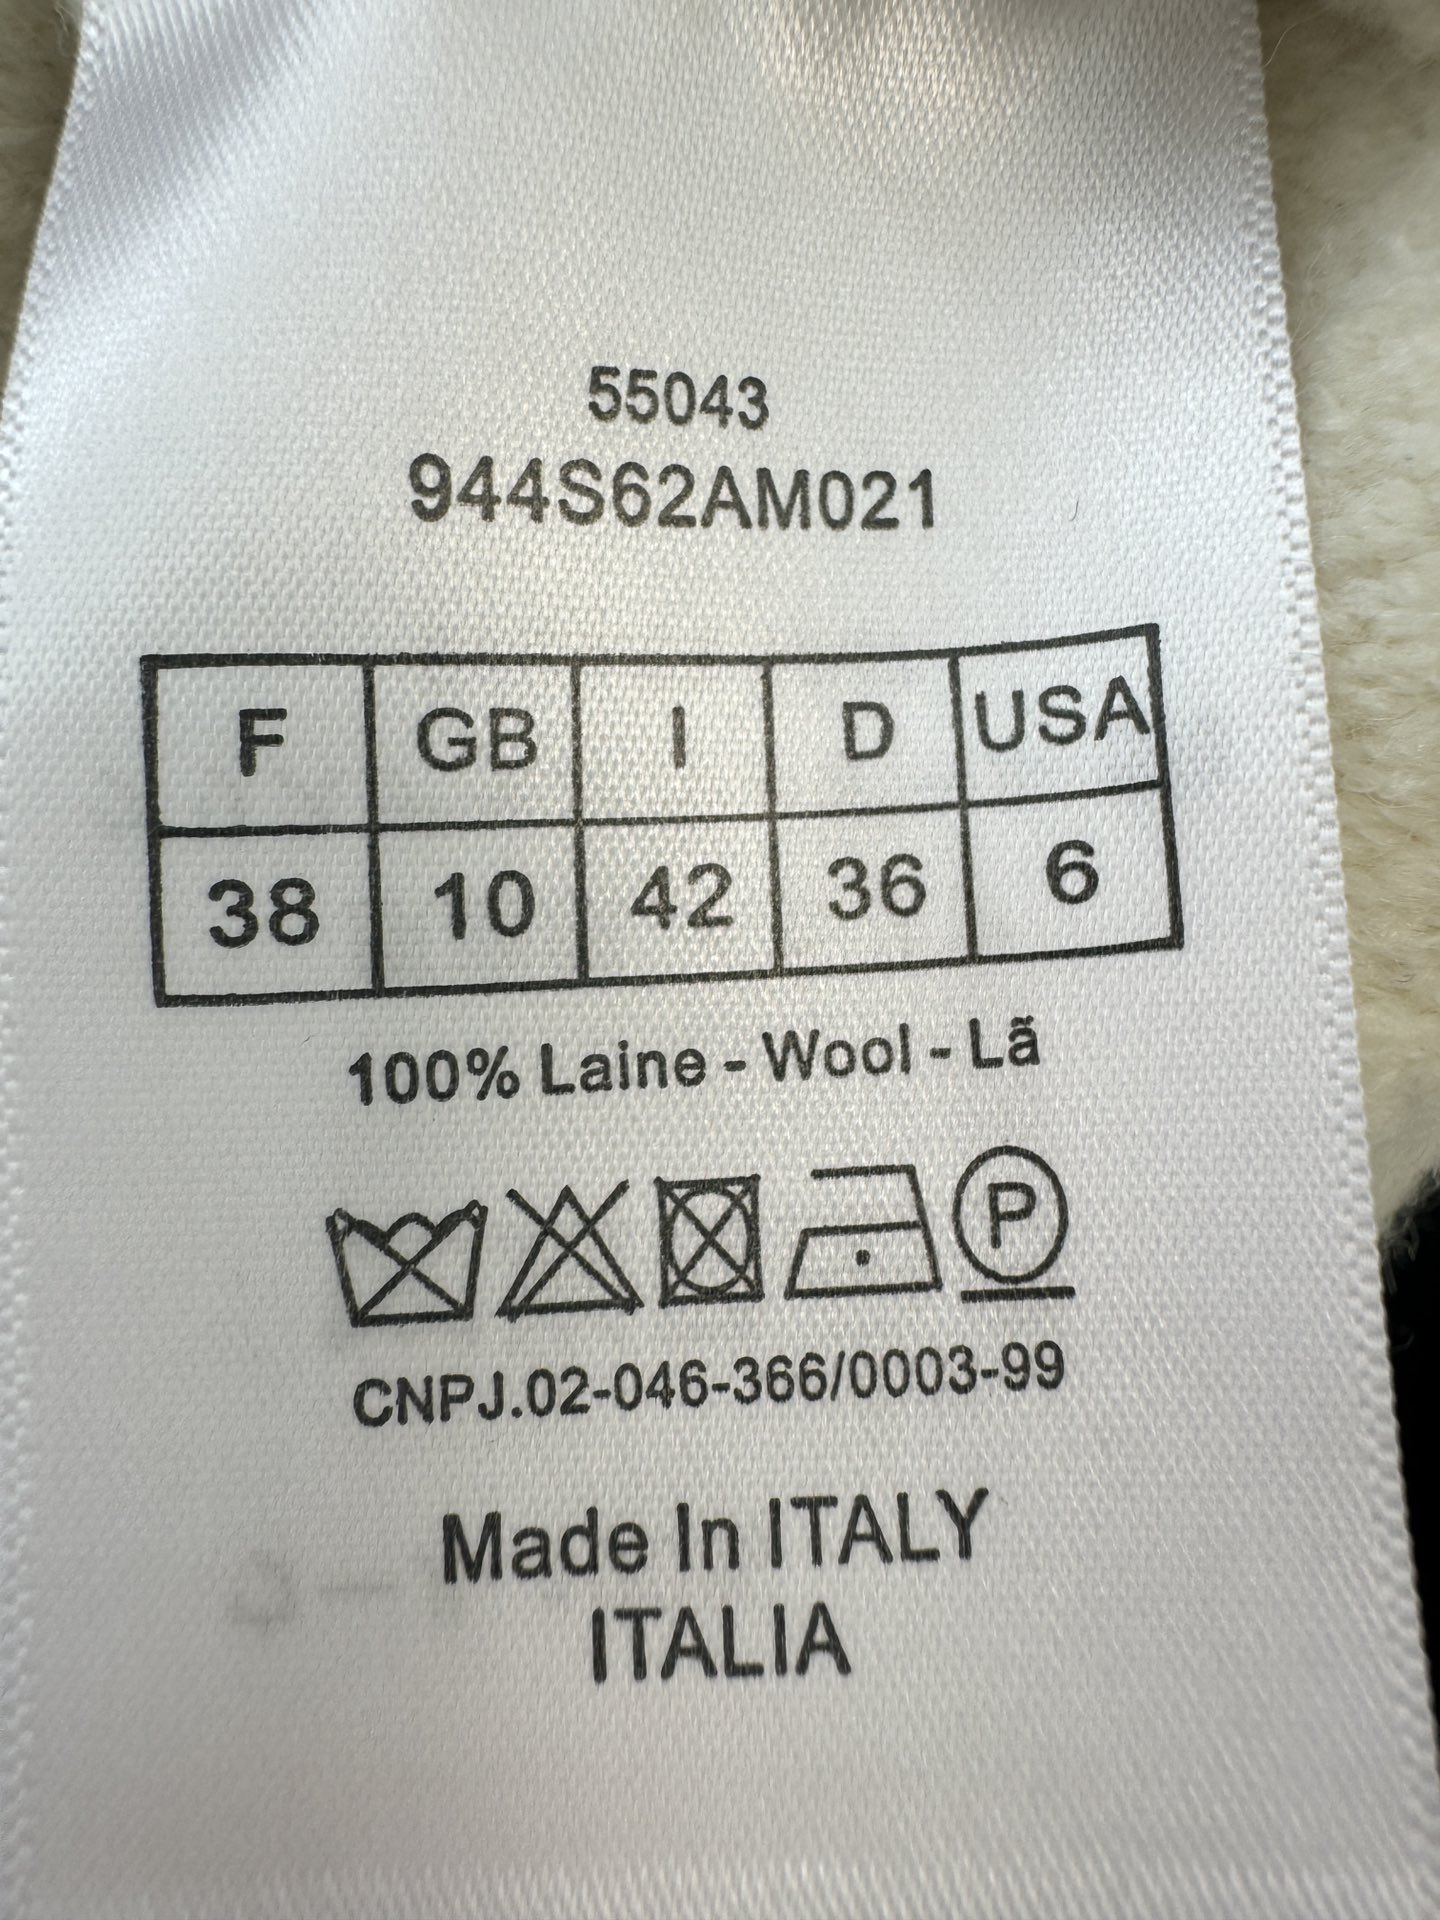 55043
944S62AM021
F GB I D USA
38 10 42 36 6
100% Laine - Wool - Lã
P
CNPJ.02-046-366/0003-99
Made In ITALY
ITALIA